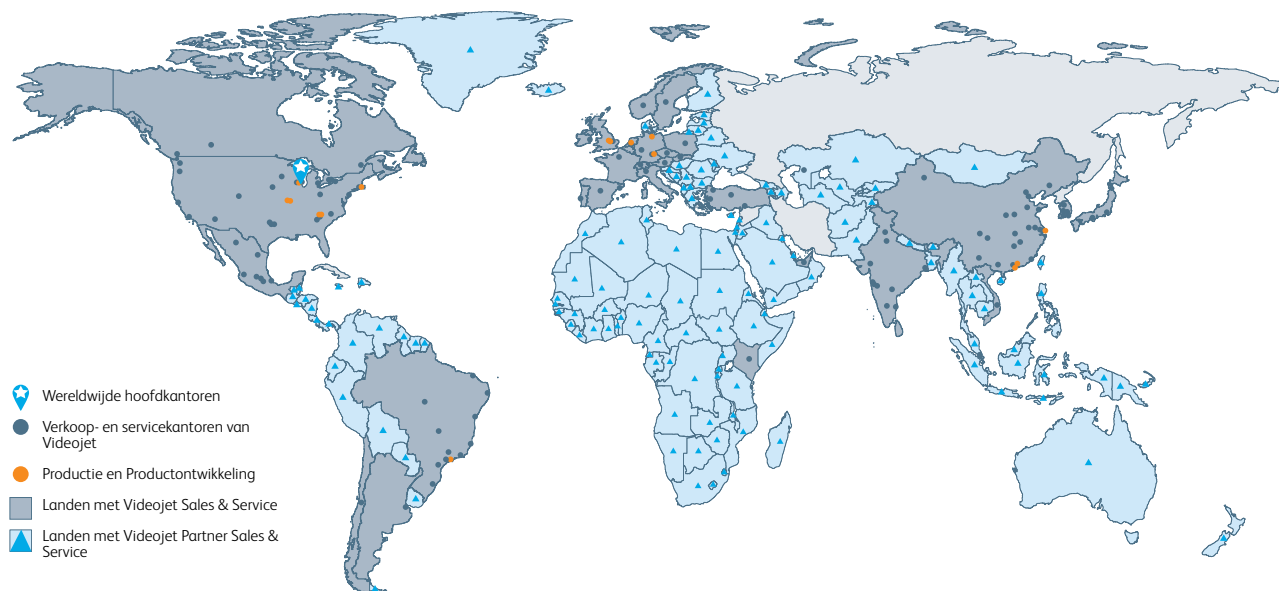 Wereldwijde hoofdkantoren
Verkoop- en servicekantoren van
Videojet
Productie en Productontwikkeling
Landen met Videojet Sales & Service
Landen met Videojet Partner Sales &
Service